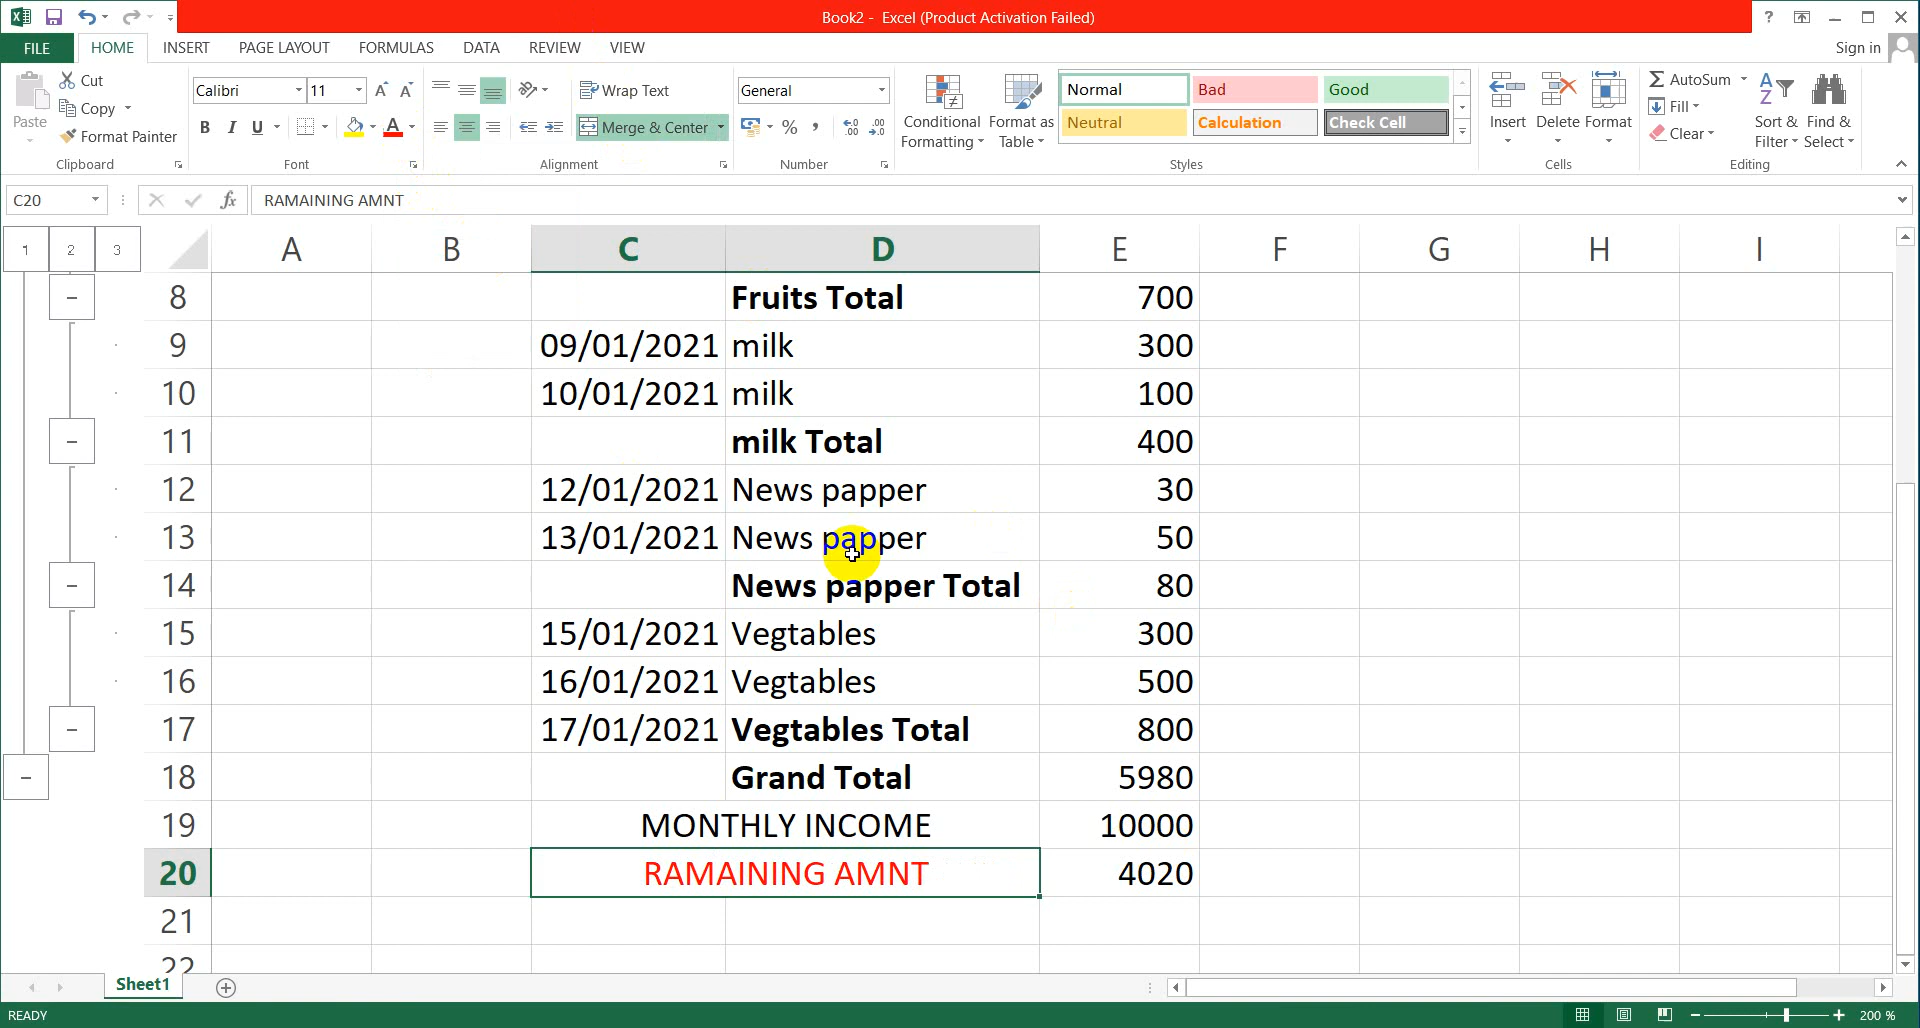 Book2 - Excel (Product Activation Failed)
?
FILE HOME INSERT PAGE LAYOUT FORMULAS DATA REVIEW VIEW Sign in
Paste
Cut
Copy
Format Painter
Clipboard
Calibri 11
B I U A
Font
Wrap Text
Merge & Center
Alignment
General
%
Number
Conditional Formatting
Format as Table
Normal Bad Good
Neutral Calculation Check Cell
Styles
Insert Delete Format
Cells
AutoSum
Fill
Clear
Sort & Filter
Find & Select
Editing
C20 fx RAMAINING AMNT
1 2 3 A B C D E F G H I
8 Fruits Total 700
9 09/01/2021 milk 300
10 10/01/2021 milk 100
11 milk Total 400
12 12/01/2021 News papper 30
13 13/01/2021 News papper 50
14 News papper Total 80
15 15/01/2021 Vegtables 300
16 16/01/2021 Vegtables 500
17 17/01/2021 Vegtables Total 800
18 Grand Total 5980
19 MONTHLY INCOME 10000
20 RAMAINING AMNT 4020
21
22
Sheet1
READY 200 %